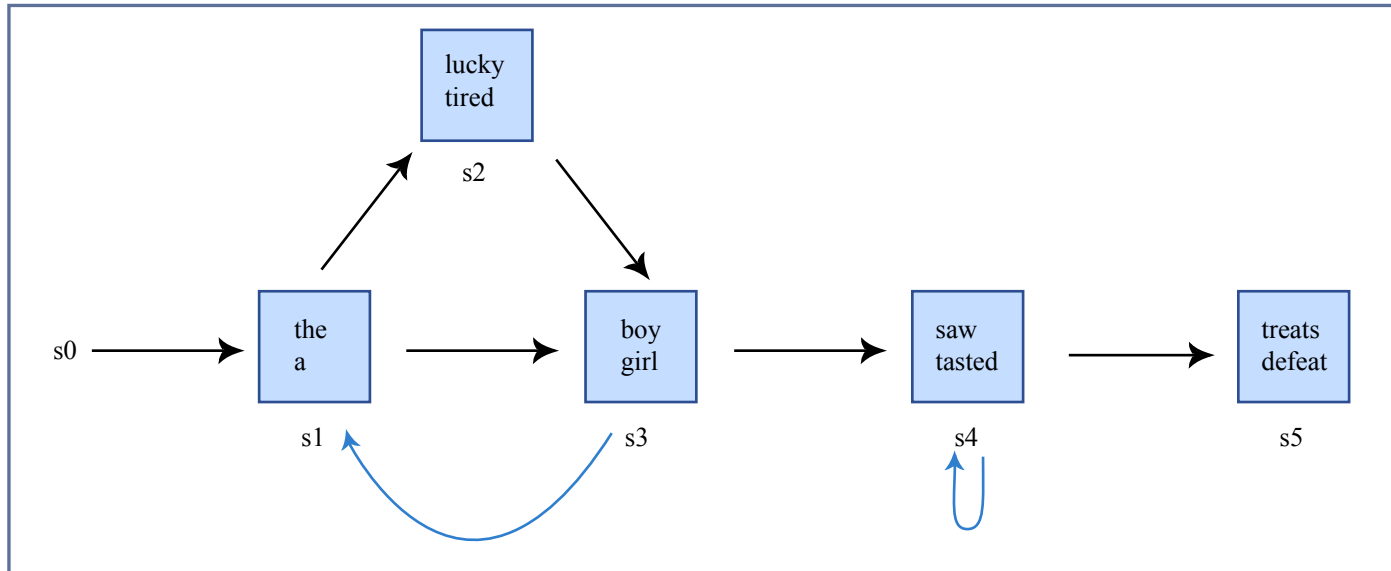 lucky
tired
s2
s0
the
a
s1
boy
girl
s3
saw
tasted
s4
treats
defeat
s5